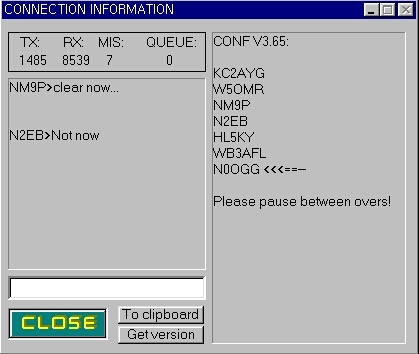 CONNECTION INFORMATION
TX: RX: MIS: QUEUE:
1485 8539 7 0
NM9P>clear now...
N2EB>Not now
CLOSE
To clipboard
Get version
CONF V3.65:
KC2AYG
W5OMR
NM9P
N2EB
HL5KY
WB3AFL
N0OGG <<<==--
Please pause between overs!